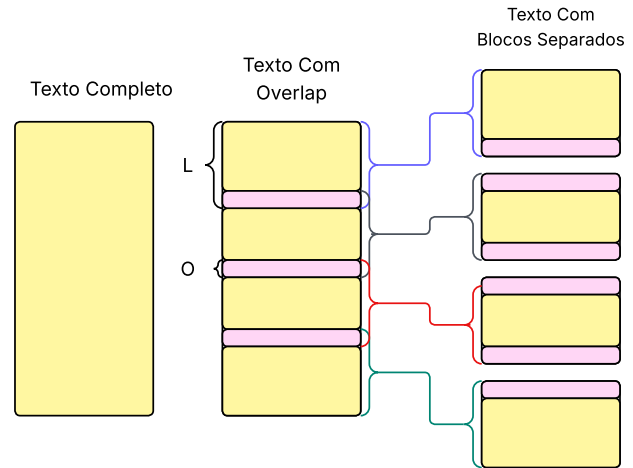 Texto Completo
Texto Com
Overlap
Texto Com
Blocos Separados
L
O